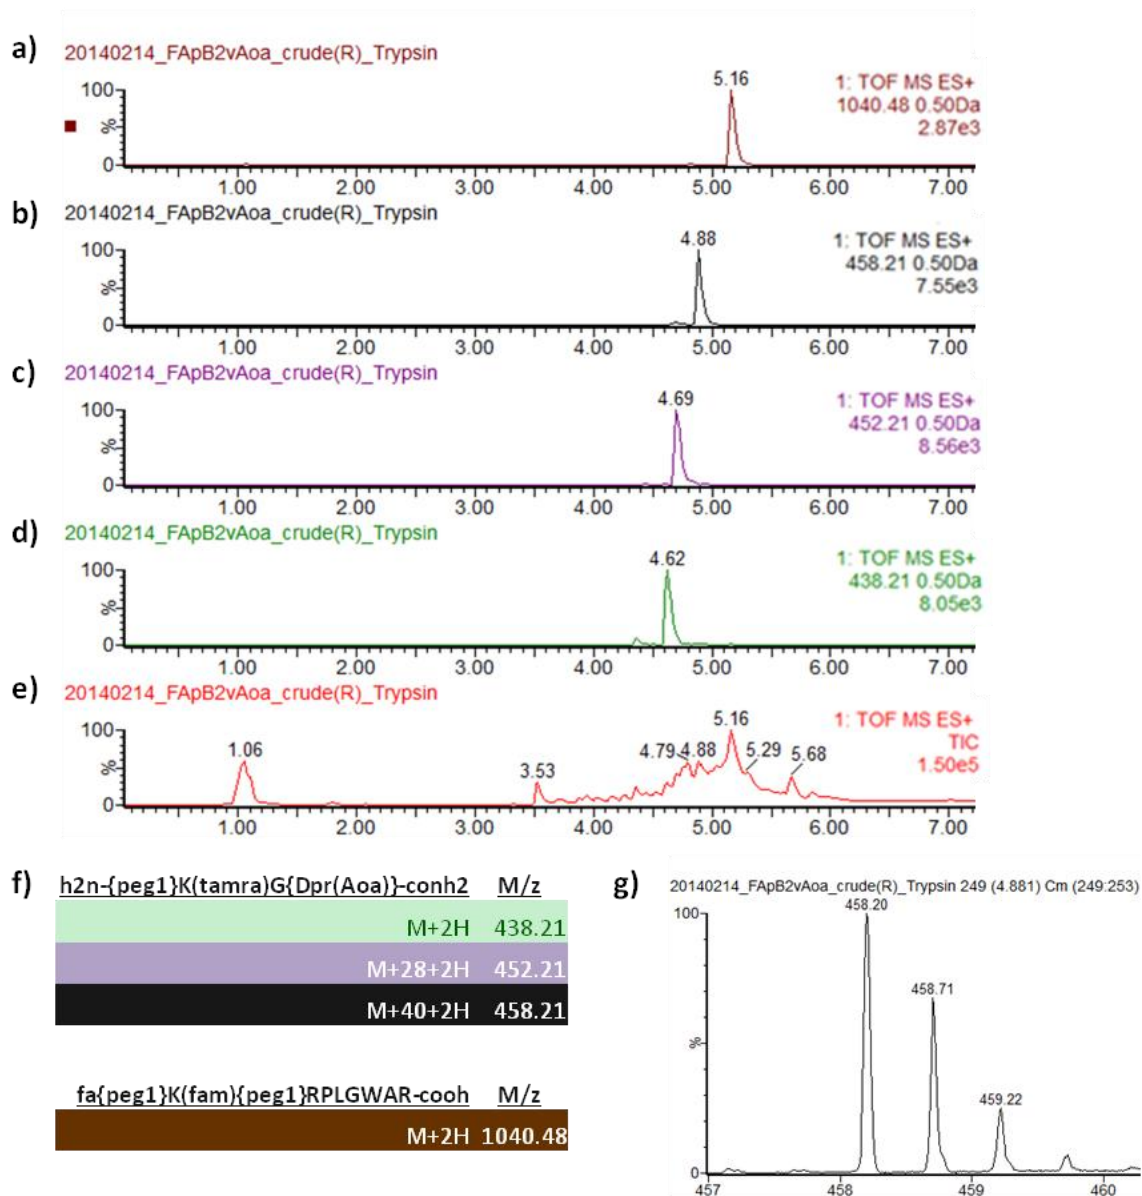 a)
20140214_FApB2vAoa_crude(R)_Trypsin
1: TOF MS ES+
1040.48 0.50Da
2.87e3
100
%
0
5.16
1.00 2.00 3.00 4.00 5.00 6.00 7.00
b)
20140214_FApB2vAoa_crude(R)_Trypsin
1: TOF MS ES+
458.21 0.50Da
7.55e3
100
%
0
4.88
1.00 2.00 3.00 4.00 5.00 6.00 7.00
c)
20140214_FApB2vAoa_crude(R)_Trypsin
1: TOF MS ES+
452.21 0.50Da
8.56e3
100
%
0
4.69
1.00 2.00 3.00 4.00 5.00 6.00 7.00
d)
20140214_FApB2vAoa_crude(R)_Trypsin
1: TOF MS ES+
438.21 0.50Da
8.05e3
100
%
0
4.62
1.00 2.00 3.00 4.00 5.00 6.00 7.00
e)
20140214_FApB2vAoa_crude(R)_Trypsin
1: TOF MS ES+
TIC
1.50e5
100
%
0
1.06 3.53 4.79 4.88 5.16 5.29 5.68
1.00 2.00 3.00 4.00 5.00 6.00 7.00
f)
h2n-{peg1}K(tamra)G{Dpr(Aoa)}-conh2 M/z
M+2H 438.21
M+28+2H 452.21
M+40+2H 458.21
fa{peg1}K(fam){peg1}RPLGWAR-cooh M/z
M+2H 1040.48
g)
20140214_FApB2vAoa_crude(R)_Trypsin 249 (4.881) Cm (249:253)
100
%
0
458.20
458.71
459.22
457 458 459 460